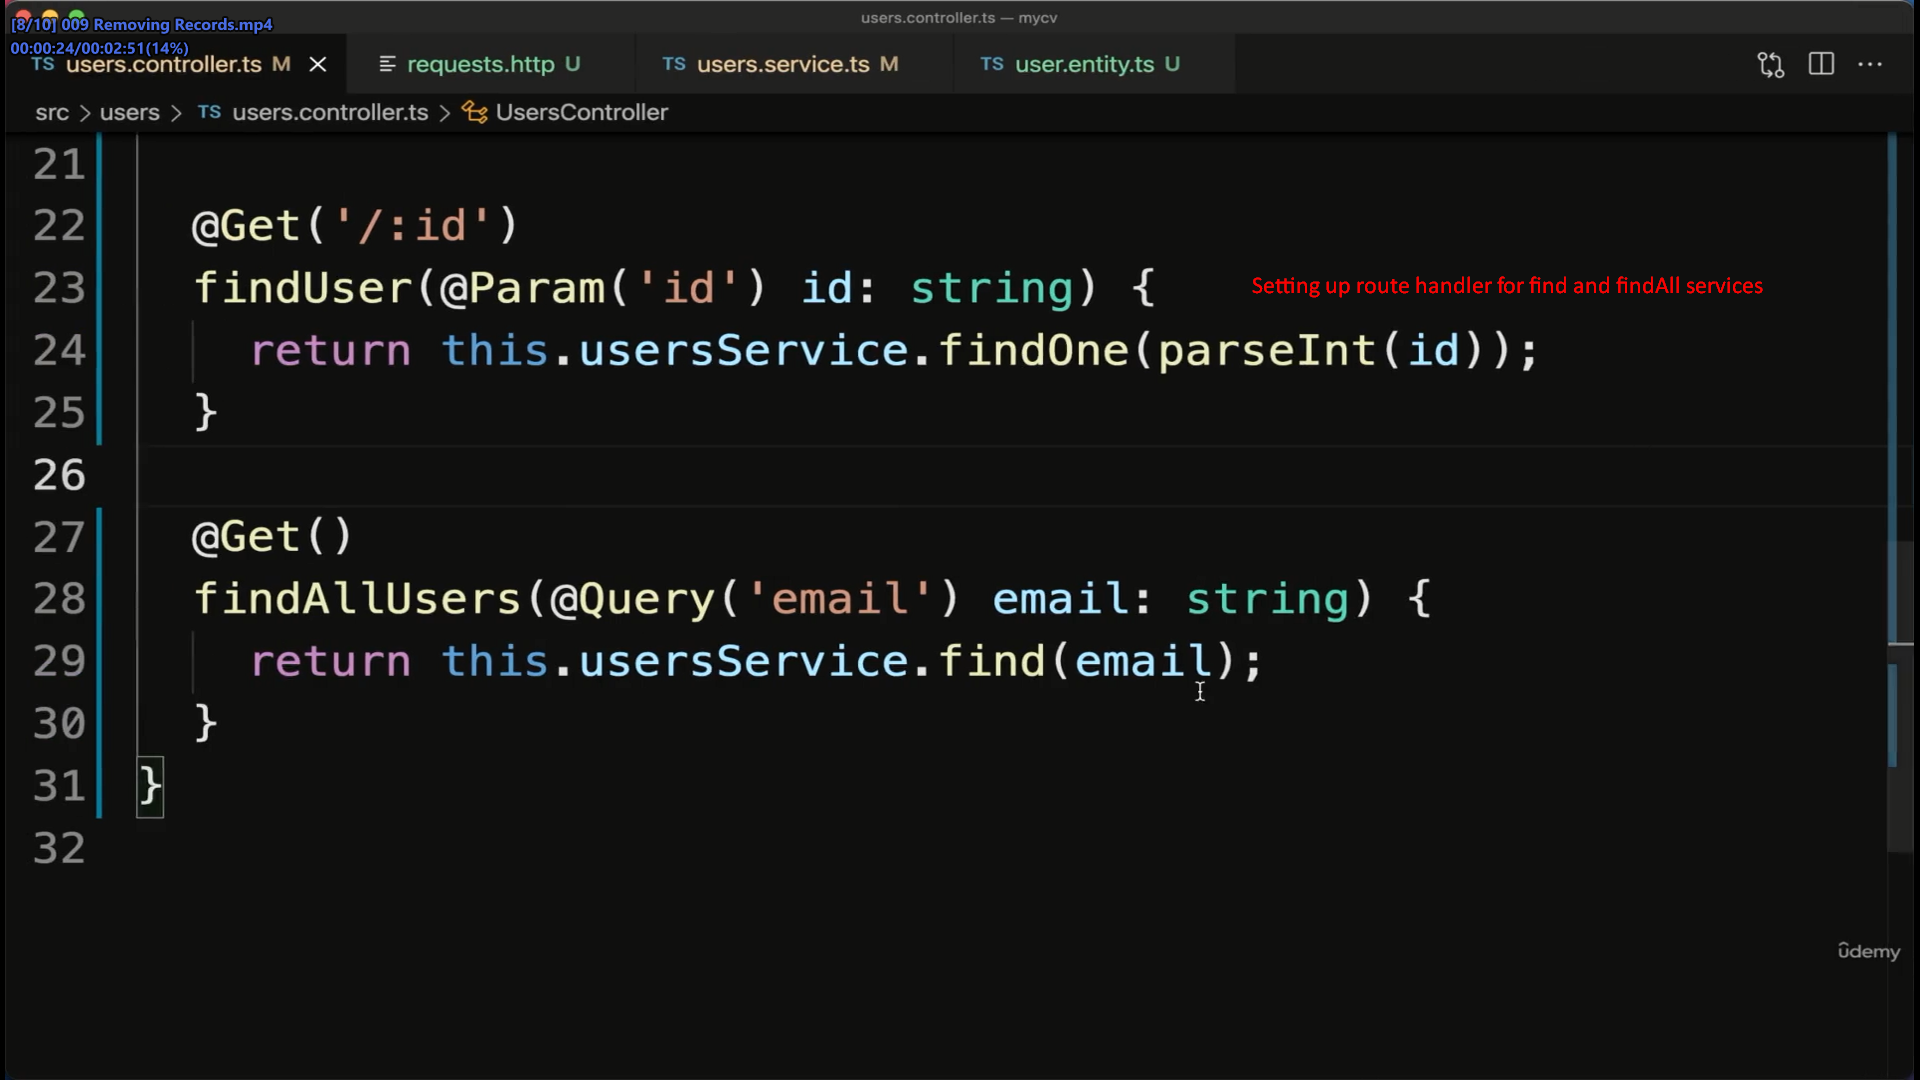 users.controller.ts — mycv
[8/10] 009 Removing Records.mp4
00:00:24/00:02:51(14%)
TS users.controller.ts M
requests.http U
TS users.service.ts M
TS user.entity.ts U
src > users > TS users.controller.ts > UsersController
21
22 @Get('/:id')
23 findUser(@Param('id') id: string) {
Setting up route handler for find and findAll services
24 return this.usersService.findOne(parseInt(id));
25 }
26
27 @Get()
28 findAllUsers(@Query('email') email: string) {
29 return this.usersService.find(email);
30 }
31 }
32
ûdemy